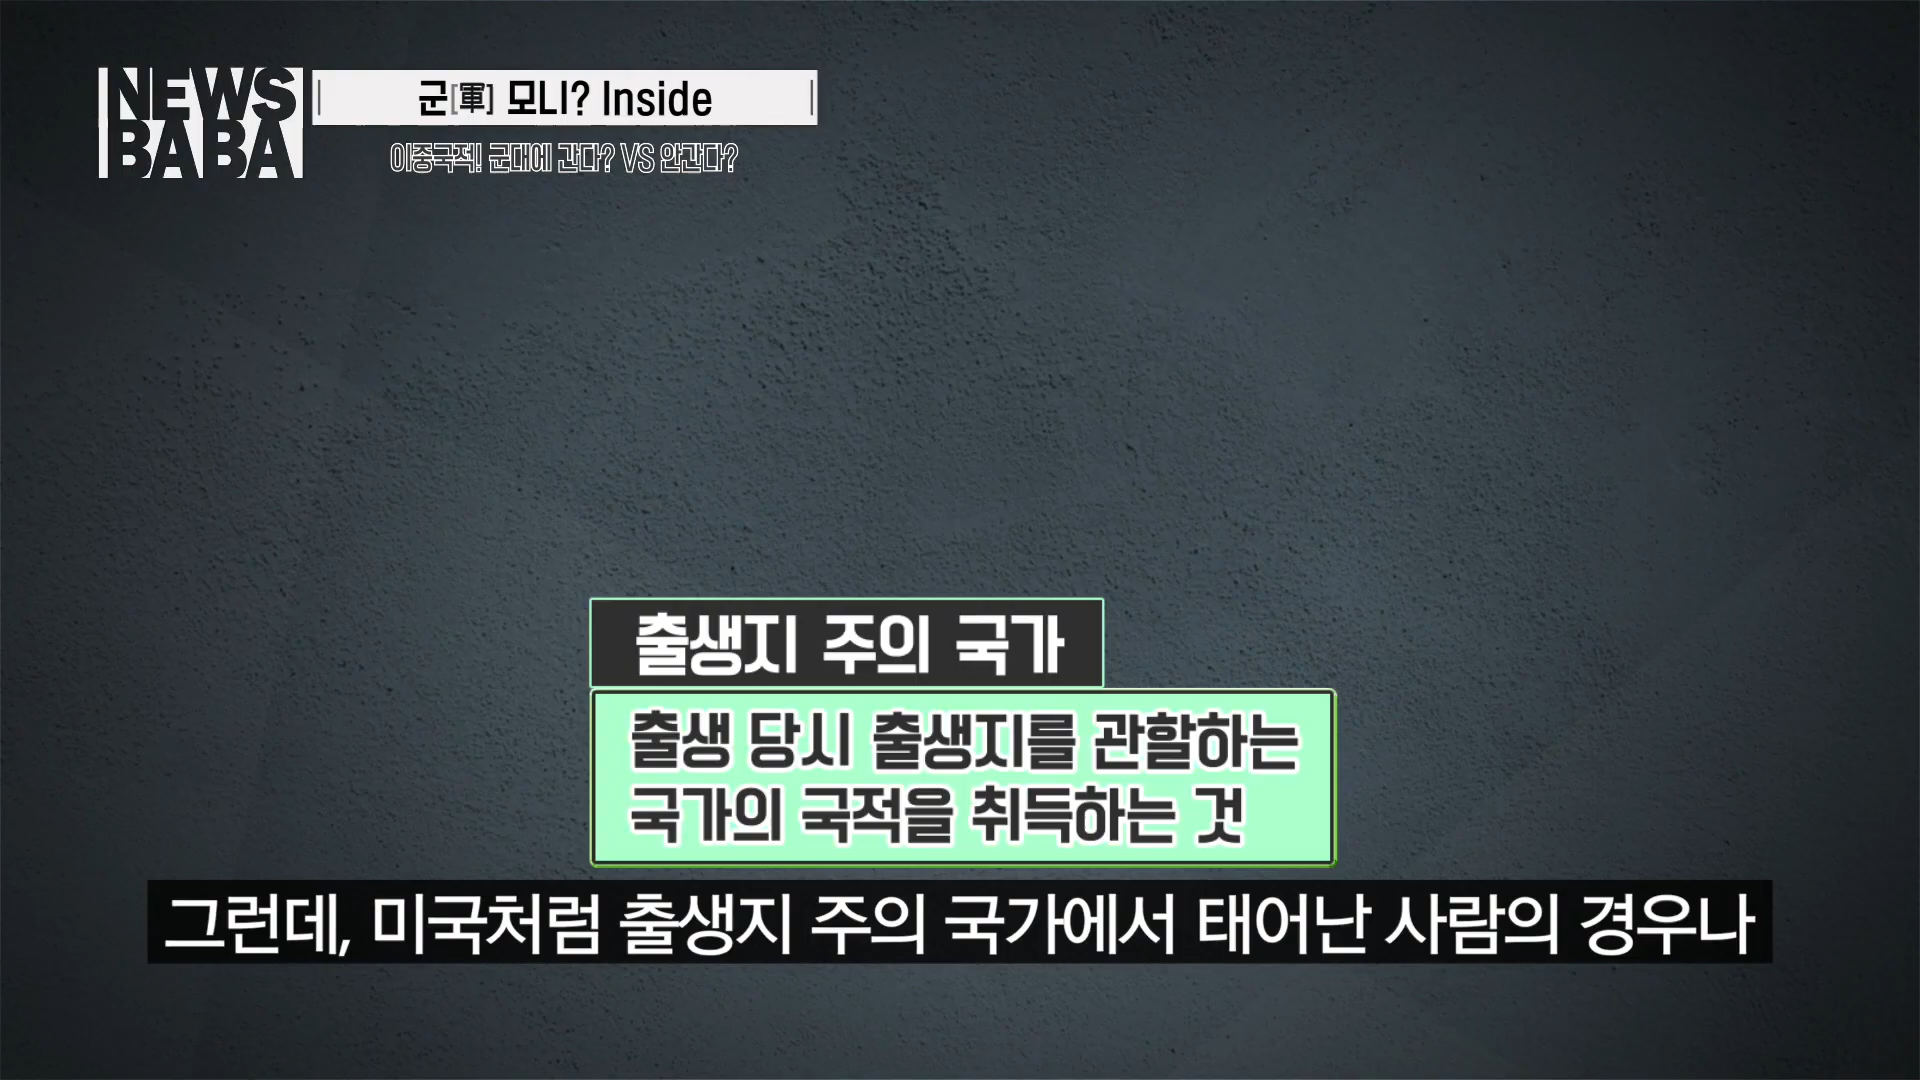 NEWS
BABA
군[軍] 모니? Inside
이중국적! 군대에 간다? VS 안간다?
출생지 주의 국가
출생 당시 출생지를 관할하는
국가의 국적을 취득하는 것
그런데, 미국처럼 출생지 주의 국가에서 태어난 사람의 경우나